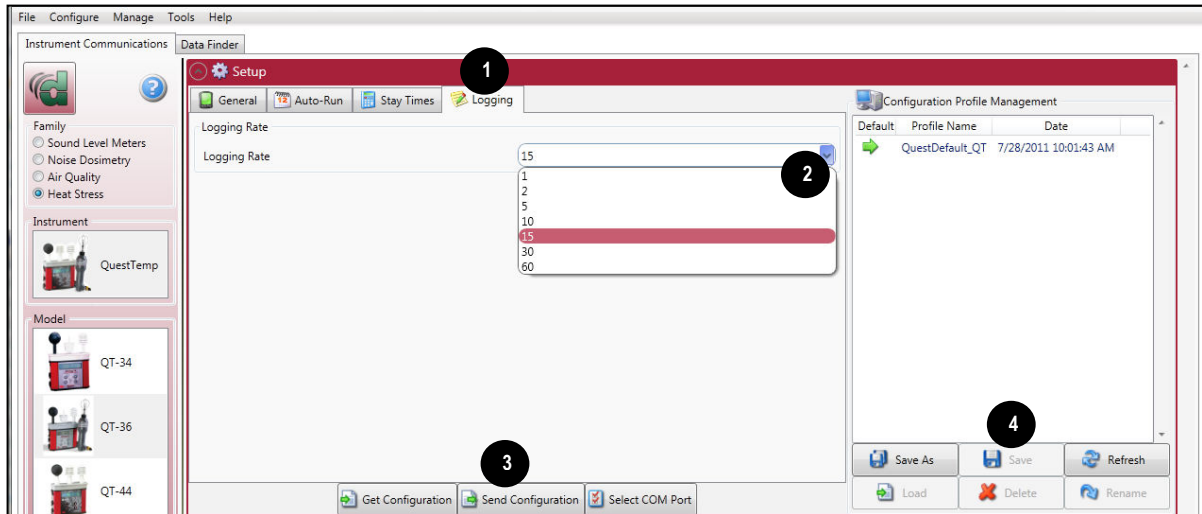 File Configure Manage Tools Help
Instrument Communications Data Finder
Setup
1
General Auto-Run Stay Times Logging
Configuration Profile Management
Default Profile Name Date
QuestDefault_QT 7/28/2011 10:01:43 AM
Family
Sound Level Meters
Noise Dosimetry
Air Quality
Heat Stress
Logging Rate
Logging Rate 15
2
1
2
5
10
15
30
60
Instrument
QuestTemp
Model
QT-34
QT-36
QT-44
3
Get Configuration Send Configuration Select COM Port
4
Save As Save Refresh
Load Delete Rename